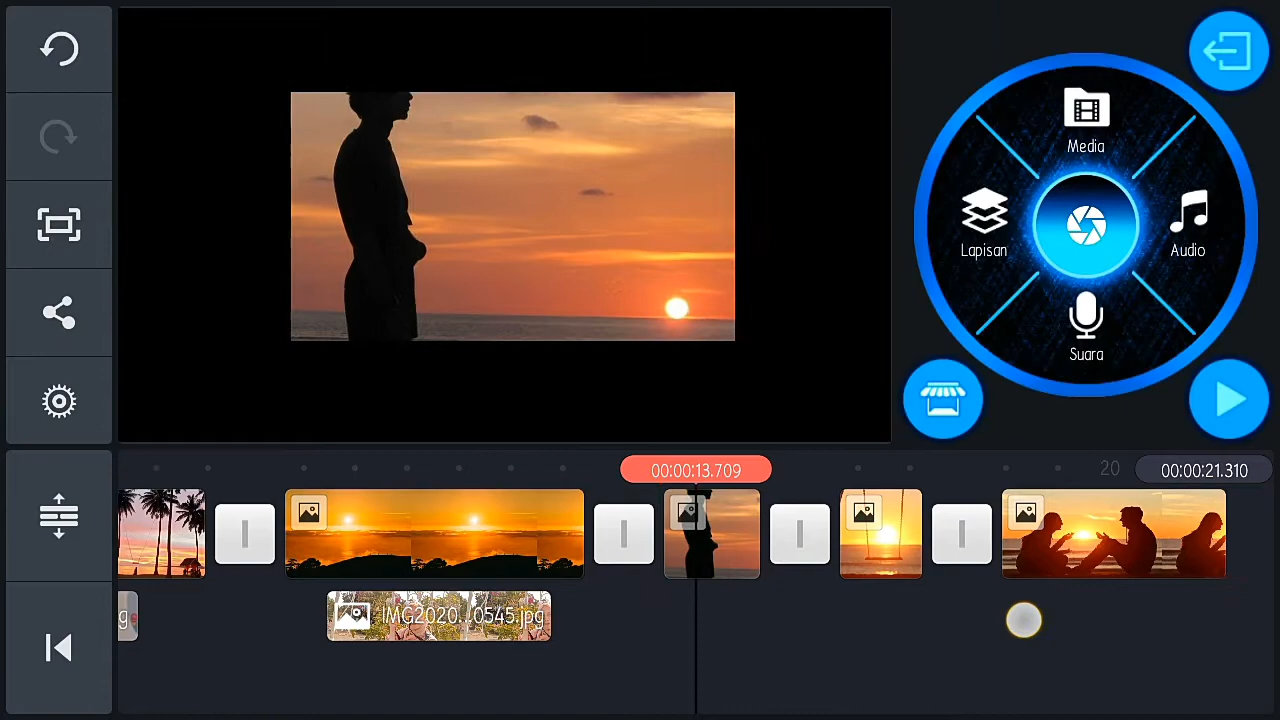 Media
Lapisan
Audio
Suara
00:00:13.709
20
00:00:21.310
g
IMG2020...0545.jpg